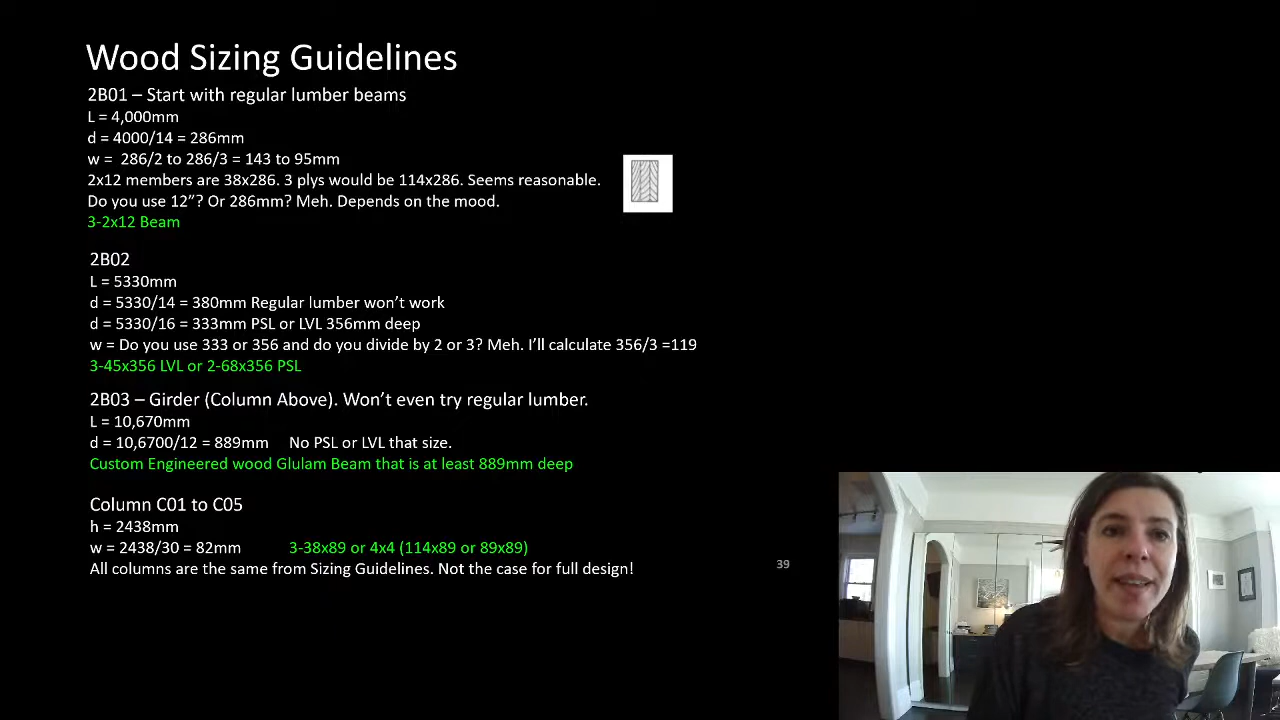 Wood Sizing Guidelines
2B01 – Start with regular lumber beams
L = 4,000mm
d = 4000/14 = 286mm
w =  286/2 to 286/3 = 143 to 95mm
2x12 members are 38x286. 3 plys would be 114x286. Seems reasonable.
Do you use 12”? Or 286mm? Meh. Depends on the mood.
3-2x12 Beam
2B02
L = 5330mm
d = 5330/14 = 380mm Regular lumber won’t work
d = 5330/16 = 333mm PSL or LVL 356mm deep
w = Do you use 333 or 356 and do you divide by 2 or 3? Meh. I’ll calculate 356/3 =119
3-45x356 LVL or 2-68x356 PSL
2B03 – Girder (Column Above). Won’t even try regular lumber.
L = 10,670mm
d = 10,6700/12 = 889mm    No PSL or LVL that size.
Custom Engineered wood Glulam Beam that is at least 889mm deep
Column C01 to C05
h = 2438mm
w = 2438/30 = 82mm    3-38x89 or 4x4 (114x89 or 89x89)
All columns are the same from Sizing Guidelines. Not the case for full design!
39